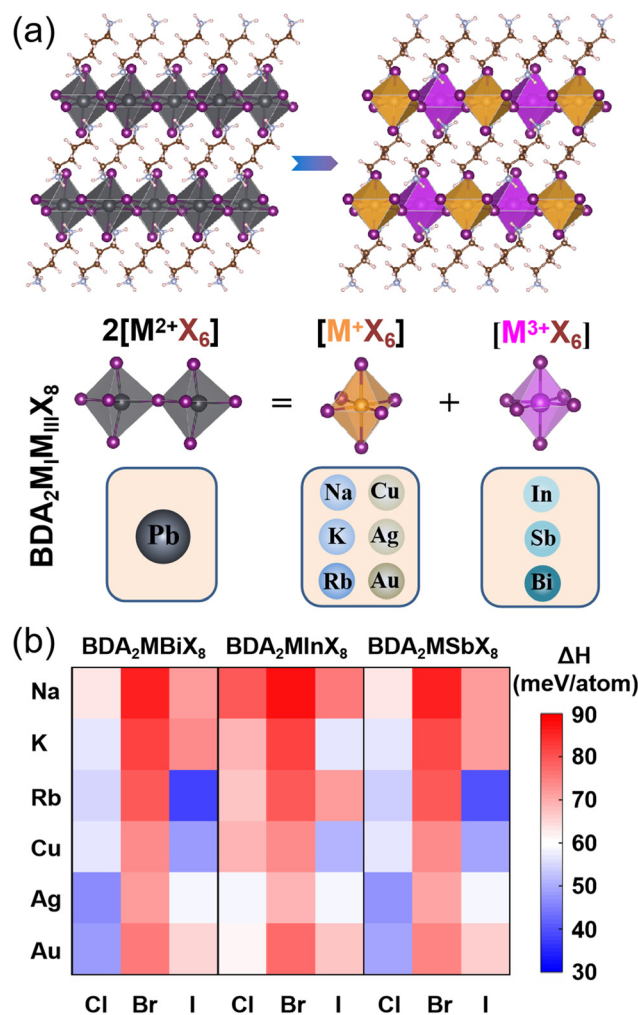 (a)
2[M²⁺X₆] [M⁺X₆] [M³⁺X₆]
= +
BDA₂MᵢMᵢᵢᵢX₈
Pb
Na Cu
K Ag
Rb Au
In
Sb
Bi
(b)
BDA₂MBiX₈ BDA₂MInX₈ BDA₂MSbX₈
ΔH
(meV/atom)
Na
K
Rb
Cu
Ag
Au
90
80
70
60
50
40
30
Cl Br I Cl Br I Cl Br I